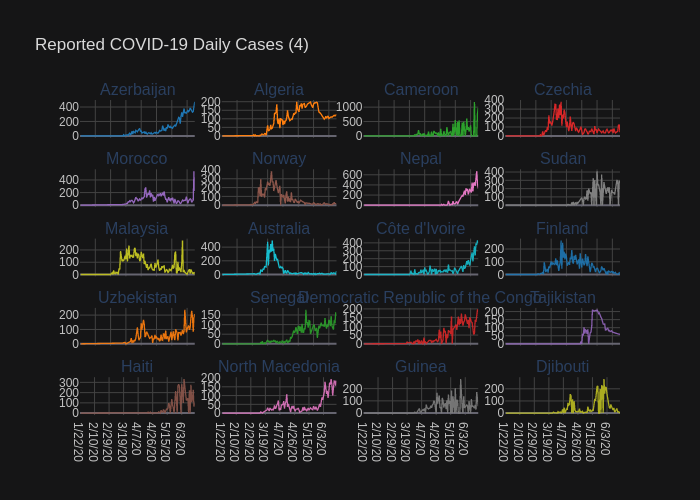 Reported COVID-19 Daily Cases (4)
Azerbaijan Algeria Cameroon Czechia
400 200 0
200 150 100 50 0
1000 500 0
400 300 200 100 0
Morocco Norway Nepal Sudan
400 200 0
400 300 200 100 0
600 400 200 0
400 300 200 100 0
Malaysia Australia Côte d'Ivoire Finland
200 100 0
400 200 0
400 300 200 100 0
200 100 0
Uzbekistan Senegal Democratic Republic of the Congo Tajikistan
200 100 0
150 100 50 0
200 150 100 50 0
200 150 100 50 0
Haiti North Macedonia Guinea Djibouti
300 200 100 0
200 150 100 50 0
200 100 0
200 100 0
1/22/20 2/10/20 2/29/20 3/19/20 4/7/20 4/26/20 5/15/20 6/3/20
1/22/20 2/10/20 2/29/20 3/19/20 4/7/20 4/26/20 5/15/20 6/3/20
1/22/20 2/10/20 2/29/20 3/19/20 4/7/20 4/26/20 5/15/20 6/3/20
1/22/20 2/10/20 2/29/20 3/19/20 4/7/20 4/26/20 5/15/20 6/3/20